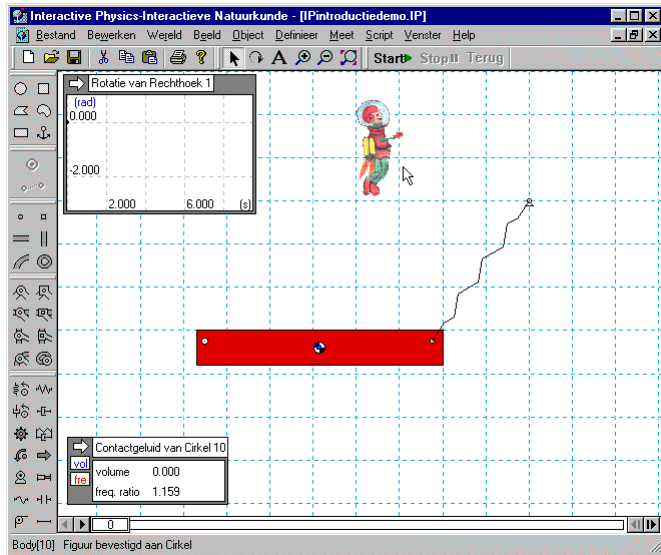 Interactive Physics-Interactieve Natuurkunde - [IPintroductiedemo.IP]
Bestand Bewerken Wereld Beeld Object Definieer Meet Script Venster Help
A Start Stop Terug
Rotatie van Rechthoek 1
(rad)
0.000
-2.000
2.000 6.000 (s)
Contactgeluid van Cirkel 10
vol
volume 0.000
fre
freq. ratio 1.159
0
Body[10] Figuur bevestigd aan Cirkel